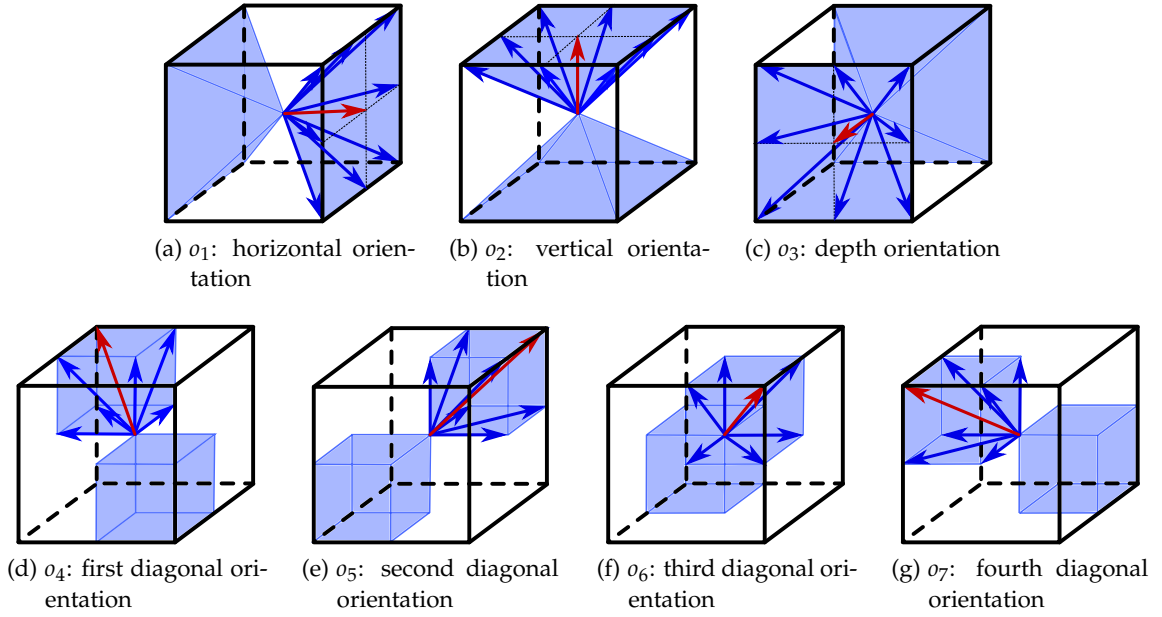 (a) o₁: horizontal orien-
tation
(b) o₂: vertical orienta-
tion
(c) o₃: depth orientation
(d) o₄: first diagonal ori-
entation
(e) o₅: second diagonal
orientation
(f) o₆: third diagonal ori-
entation
(g) o₇: fourth diagonal
orientation